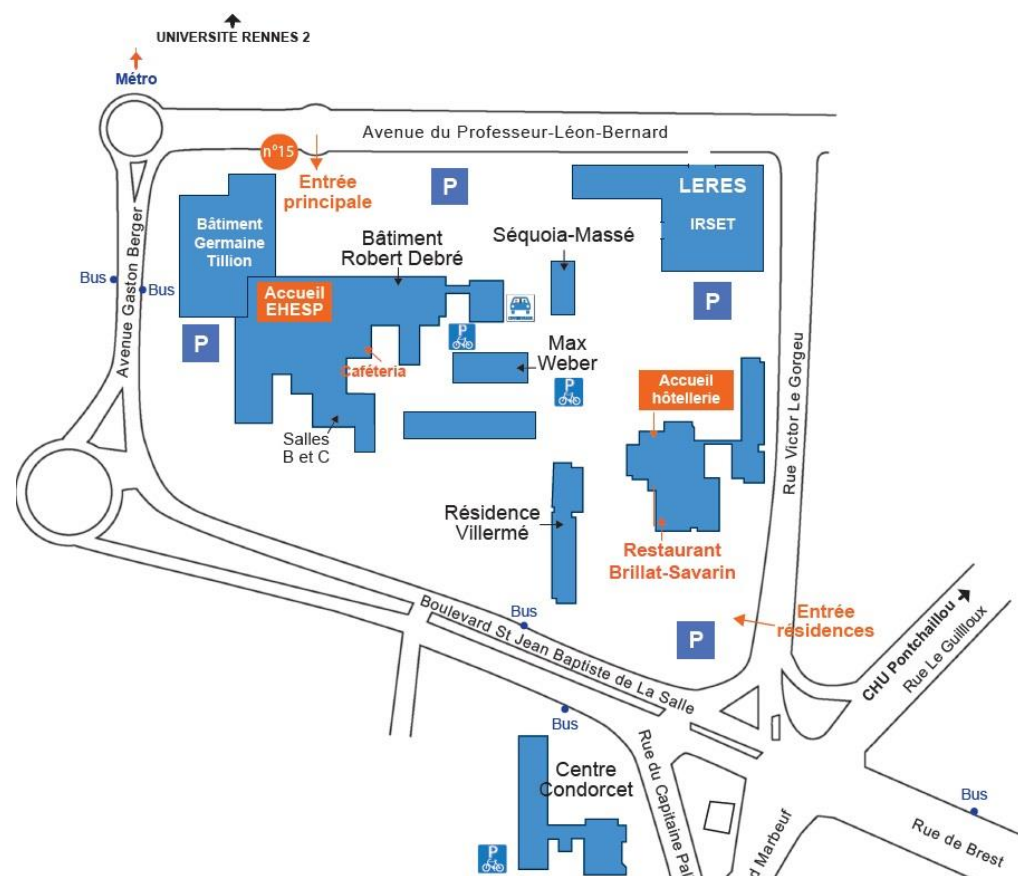 UNIVERSITE RENNES 2
Métro
Avenue du Professeur-Léon-Bernard
n°15
Entrée
principale
P
LERES
IRSET
Bâtiment
Germaine
Tillion
Bâtiment
Robert Debré
Séquoia-Massé
Avenue Gaston Berger
Bus
Bus
Accueil
EHESP
P
P
P
Caféteria
Max
Weber
P
Accueil
hôtellerie
Rue Victor Le Gorgeu
Salles
B et C
Résidence
Villermé
Restaurant
Brillat-Savarin
Bus
Entrée
résidences
P
Boulevard St Jean Baptiste de La Salle
CHU Pontchaillou
Rue Le Guillloux
Bus
Centre
Condorcet
Rue du Capitaine
Bus
Rue de Brest
Marbeuf
P